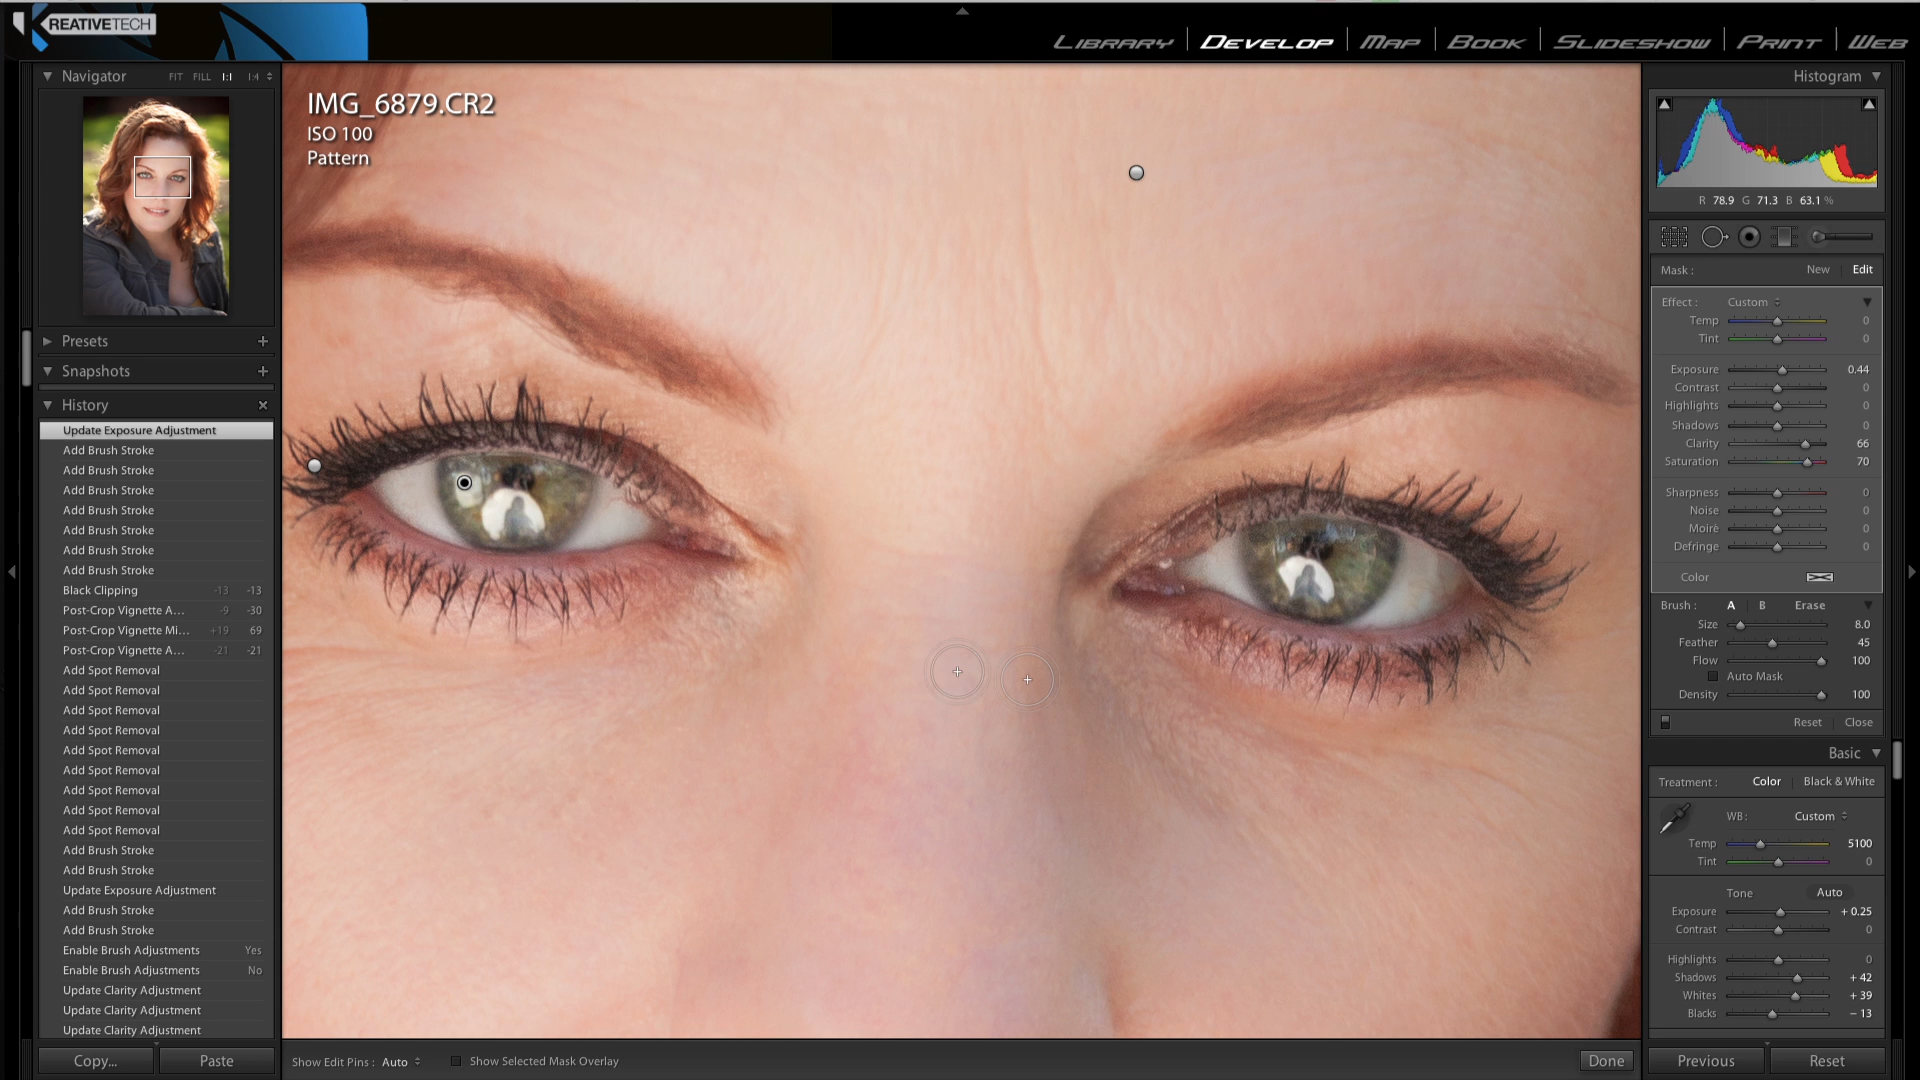 KREATIVETECH
Library | Develop | Map | Book | Slideshow | Print | Web
Navigator FIT FILL 1:1 1:4
IMG_6879.CR2
ISO 100
Pattern
Presets +
Snapshots +
History ×
Update Exposure Adjustment
Add Brush Stroke
Add Brush Stroke
Add Brush Stroke
Add Brush Stroke
Add Brush Stroke
Add Brush Stroke
Add Brush Stroke
Black Clipping -13 -13
Post-Crop Vignette A... -9 -30
Post-Crop Vignette Mi... +19 69
Post-Crop Vignette A... -21 -21
Add Spot Removal
Add Spot Removal
Add Spot Removal
Add Spot Removal
Add Spot Removal
Add Spot Removal
Add Spot Removal
Add Spot Removal
Add Spot Removal
Add Brush Stroke
Add Brush Stroke
Update Exposure Adjustment
Add Brush Stroke
Add Brush Stroke
Enable Brush Adjustments Yes
Enable Brush Adjustments No
Update Clarity Adjustment
Update Clarity Adjustment
Update Clarity Adjustment
Copy... Paste
Show Edit Pins : Auto Show Selected Mask Overlay Done
Histogram
R 78.9 G 71.3 B 63.1 %
Mask : New Edit
Effect : Custom
Temp 0
Tint 0
Exposure 0.44
Contrast 0
Highlights 0
Shadows 0
Clarity 66
Saturation 70
Sharpness 0
Noise 0
Moiré 0
Defringe 0
Color
Brush : A B Erase
Size 8.0
Feather 45
Flow 100
Auto Mask
Density 100
Reset Close
Basic
Treatment : Color Black & White
WB : Custom
Temp 5100
Tint 0
Tone Auto
Exposure + 0.25
Contrast 0
Highlights 0
Shadows + 42
Whites + 39
Blacks − 13
Previous Reset